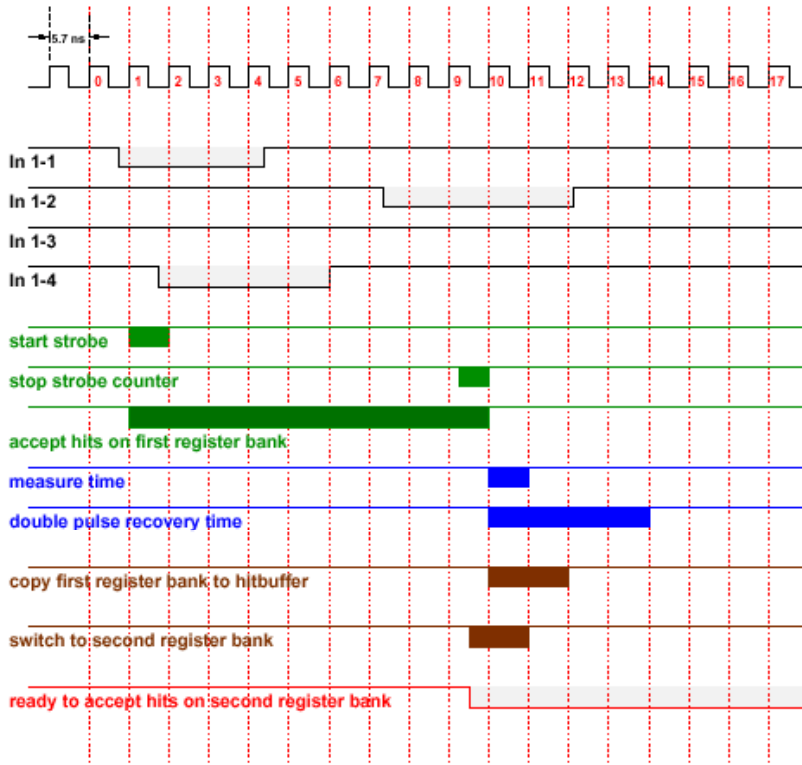 5.7 ns
0 1 2 3 4 5 6 7 8 9 10 11 12 13 14 15 16 17
In 1-1
In 1-2
In 1-3
In 1-4
start strobe
stop strobe counter
accept hits on first register bank
measure time
double pulse recovery time
copy first register bank to hitbuffer
switch to second register bank
ready to accept hits on second register bank